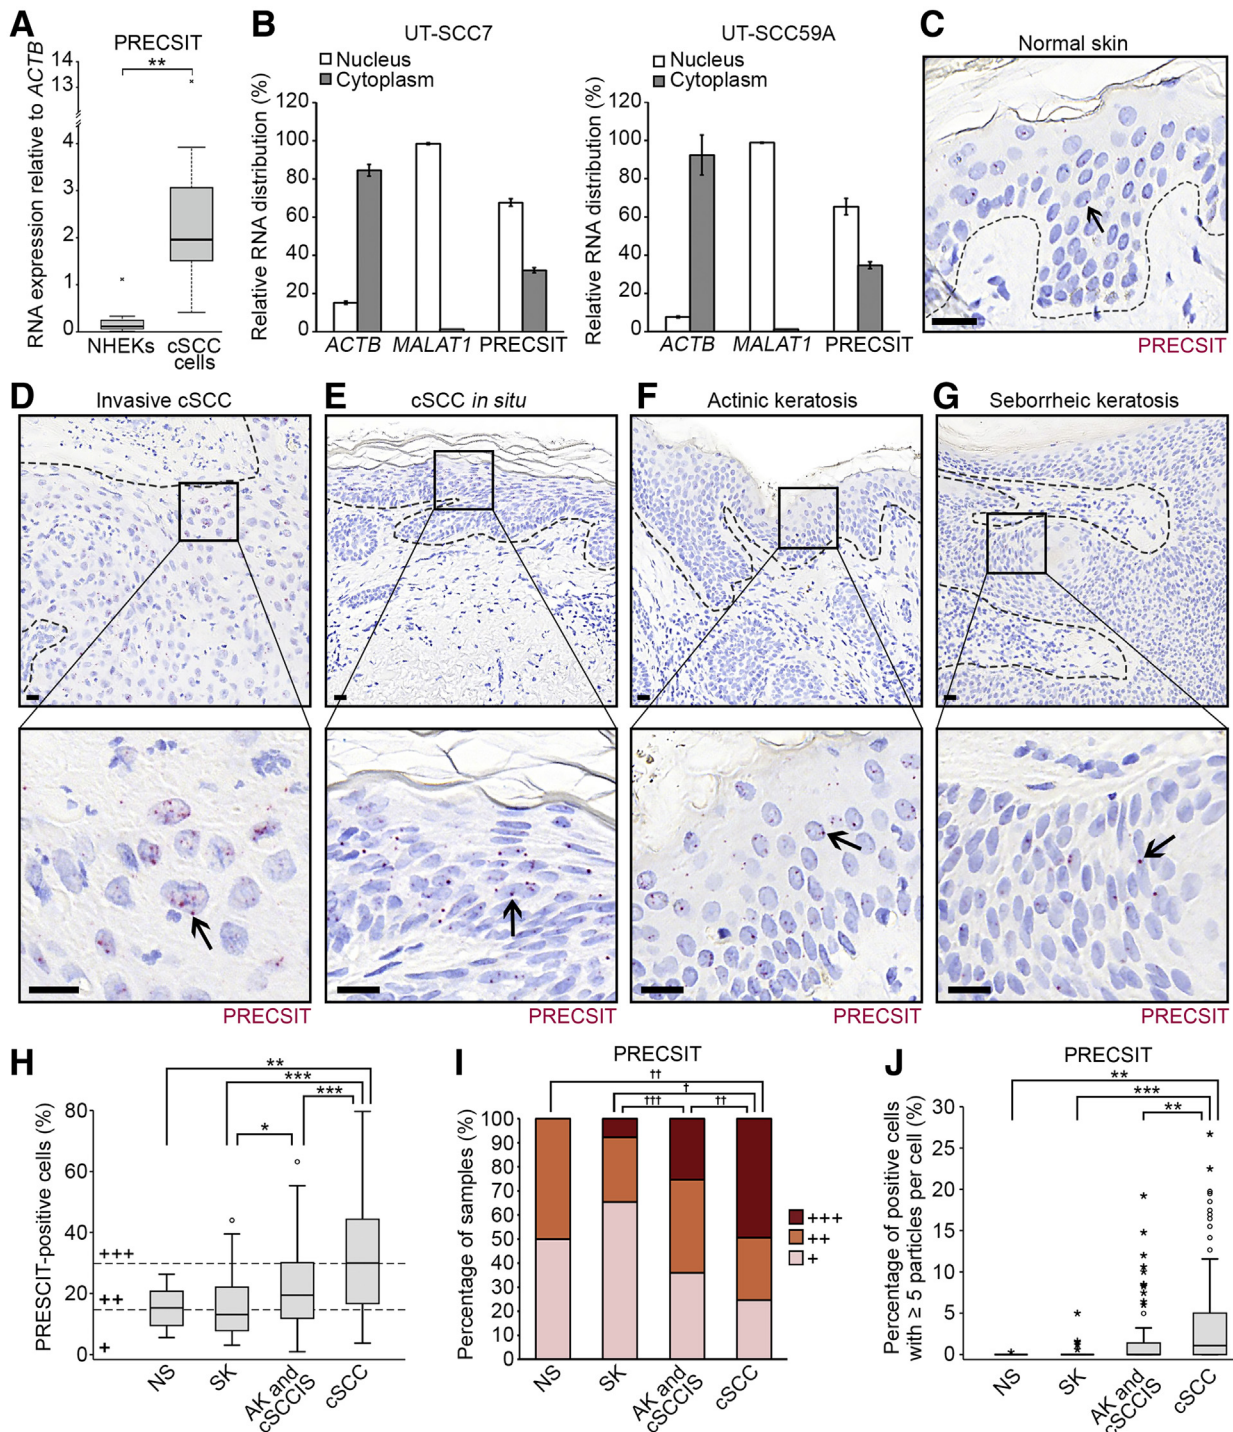 A
PRECSIT
**
RNA expression relative to ACTB
14
13
4
3
2
1
0
NHEKs
cSCC
cells
B
UT-SCC7
Nucleus
Cytoplasm
Relative RNA distribution (%)
120
100
80
60
40
20
0
ACTB MALAT1 PRECSIT
UT-SCC59A
Nucleus
Cytoplasm
Relative RNA distribution (%)
120
100
80
60
40
20
0
ACTB MALAT1 PRECSIT
C
Normal skin
PRECSIT
D
Invasive cSCC
PRECSIT
E
cSCC in situ
PRECSIT
F
Actinic keratosis
PRECSIT
G
Seborrheic keratosis
PRECSIT
H
**
***
***
*
PRESCIT-positive cells (%)
80
60
40
20
0
+++
++
+
NS
SK
AK and
cSCCIS
cSCC
I
PRECSIT
††
†
†††
††
Percentage of samples (%)
100
90
80
70
60
50
40
30
20
10
0
+++
++
+
NS
SK
AK and
cSCCIS
cSCC
J
PRECSIT
**
***
**
Percentage of positive cells
with ≥ 5 particles per cell (%)
30
25
20
15
10
5
0
NS
SK
AK and
cSCCIS
cSCC